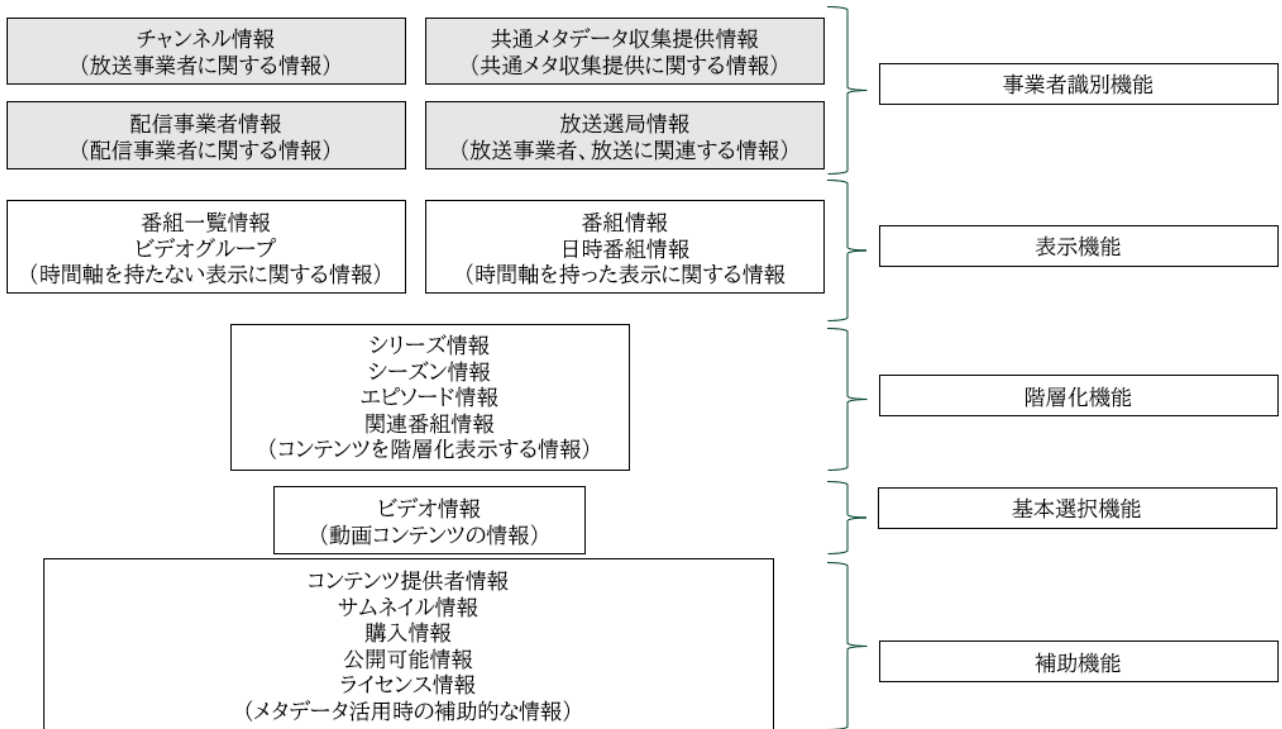 チャンネル情報
（放送事業者に関する情報）
共通メタデータ収集提供情報
（共通メタ収集提供に関する情報）
事業者識別機能
配信事業者情報
（配信事業者に関する情報）
放送選局情報
（放送事業者、放送に関連する情報）
番組一覧情報
ビデオグループ
（時間軸を持たない表示に関する情報）
番組情報
日時番組情報
（時間軸を持った表示に関する情報
表示機能
シリーズ情報
シーズン情報
エピソード情報
関連番組情報
（コンテンツを階層化表示する情報）
階層化機能
ビデオ情報
（動画コンテンツの情報）
基本選択機能
コンテンツ提供者情報
サムネイル情報
購入情報
公開可能情報
ライセンス情報
（メタデータ活用時の補助的な情報）
補助機能